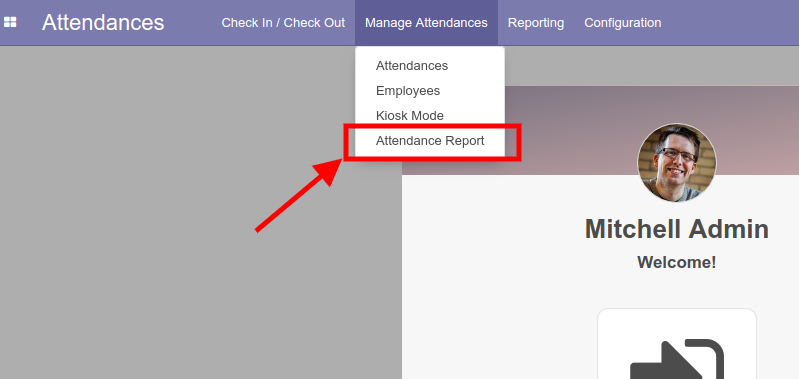 Attendances Check In / Check Out Manage Attendances Reporting Configuration
Attendances
Employees
Kiosk Mode
Attendance Report
Mitchell Admin
Welcome!